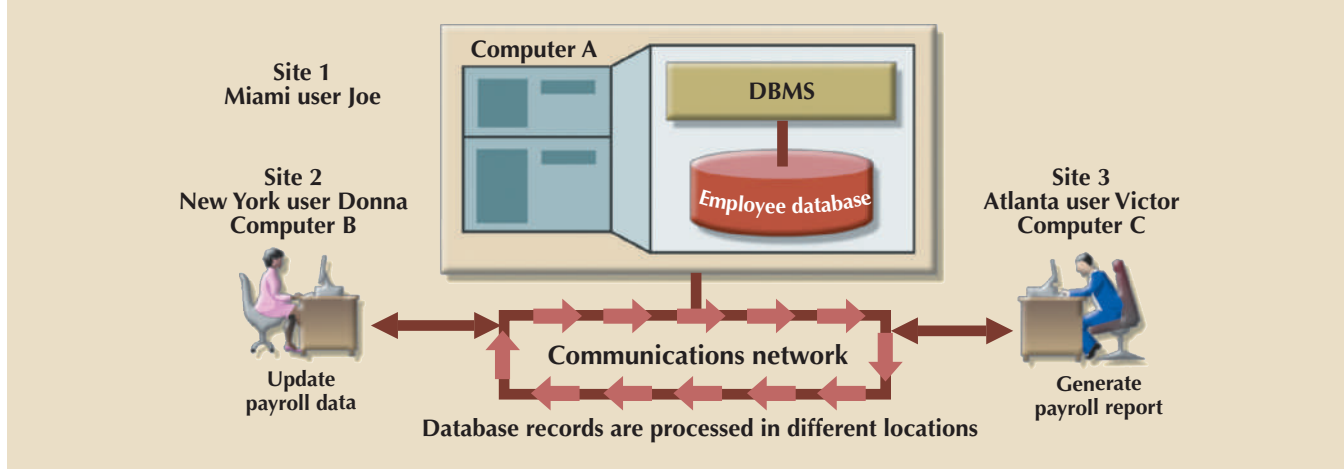 Computer A
Site 1
Miami user Joe
DBMS
Employee database
Site 2
New York user Donna
Computer B
Site 3
Atlanta user Victor
Computer C
Communications network
Update
payroll data
Generate
payroll report
Database records are processed in different locations